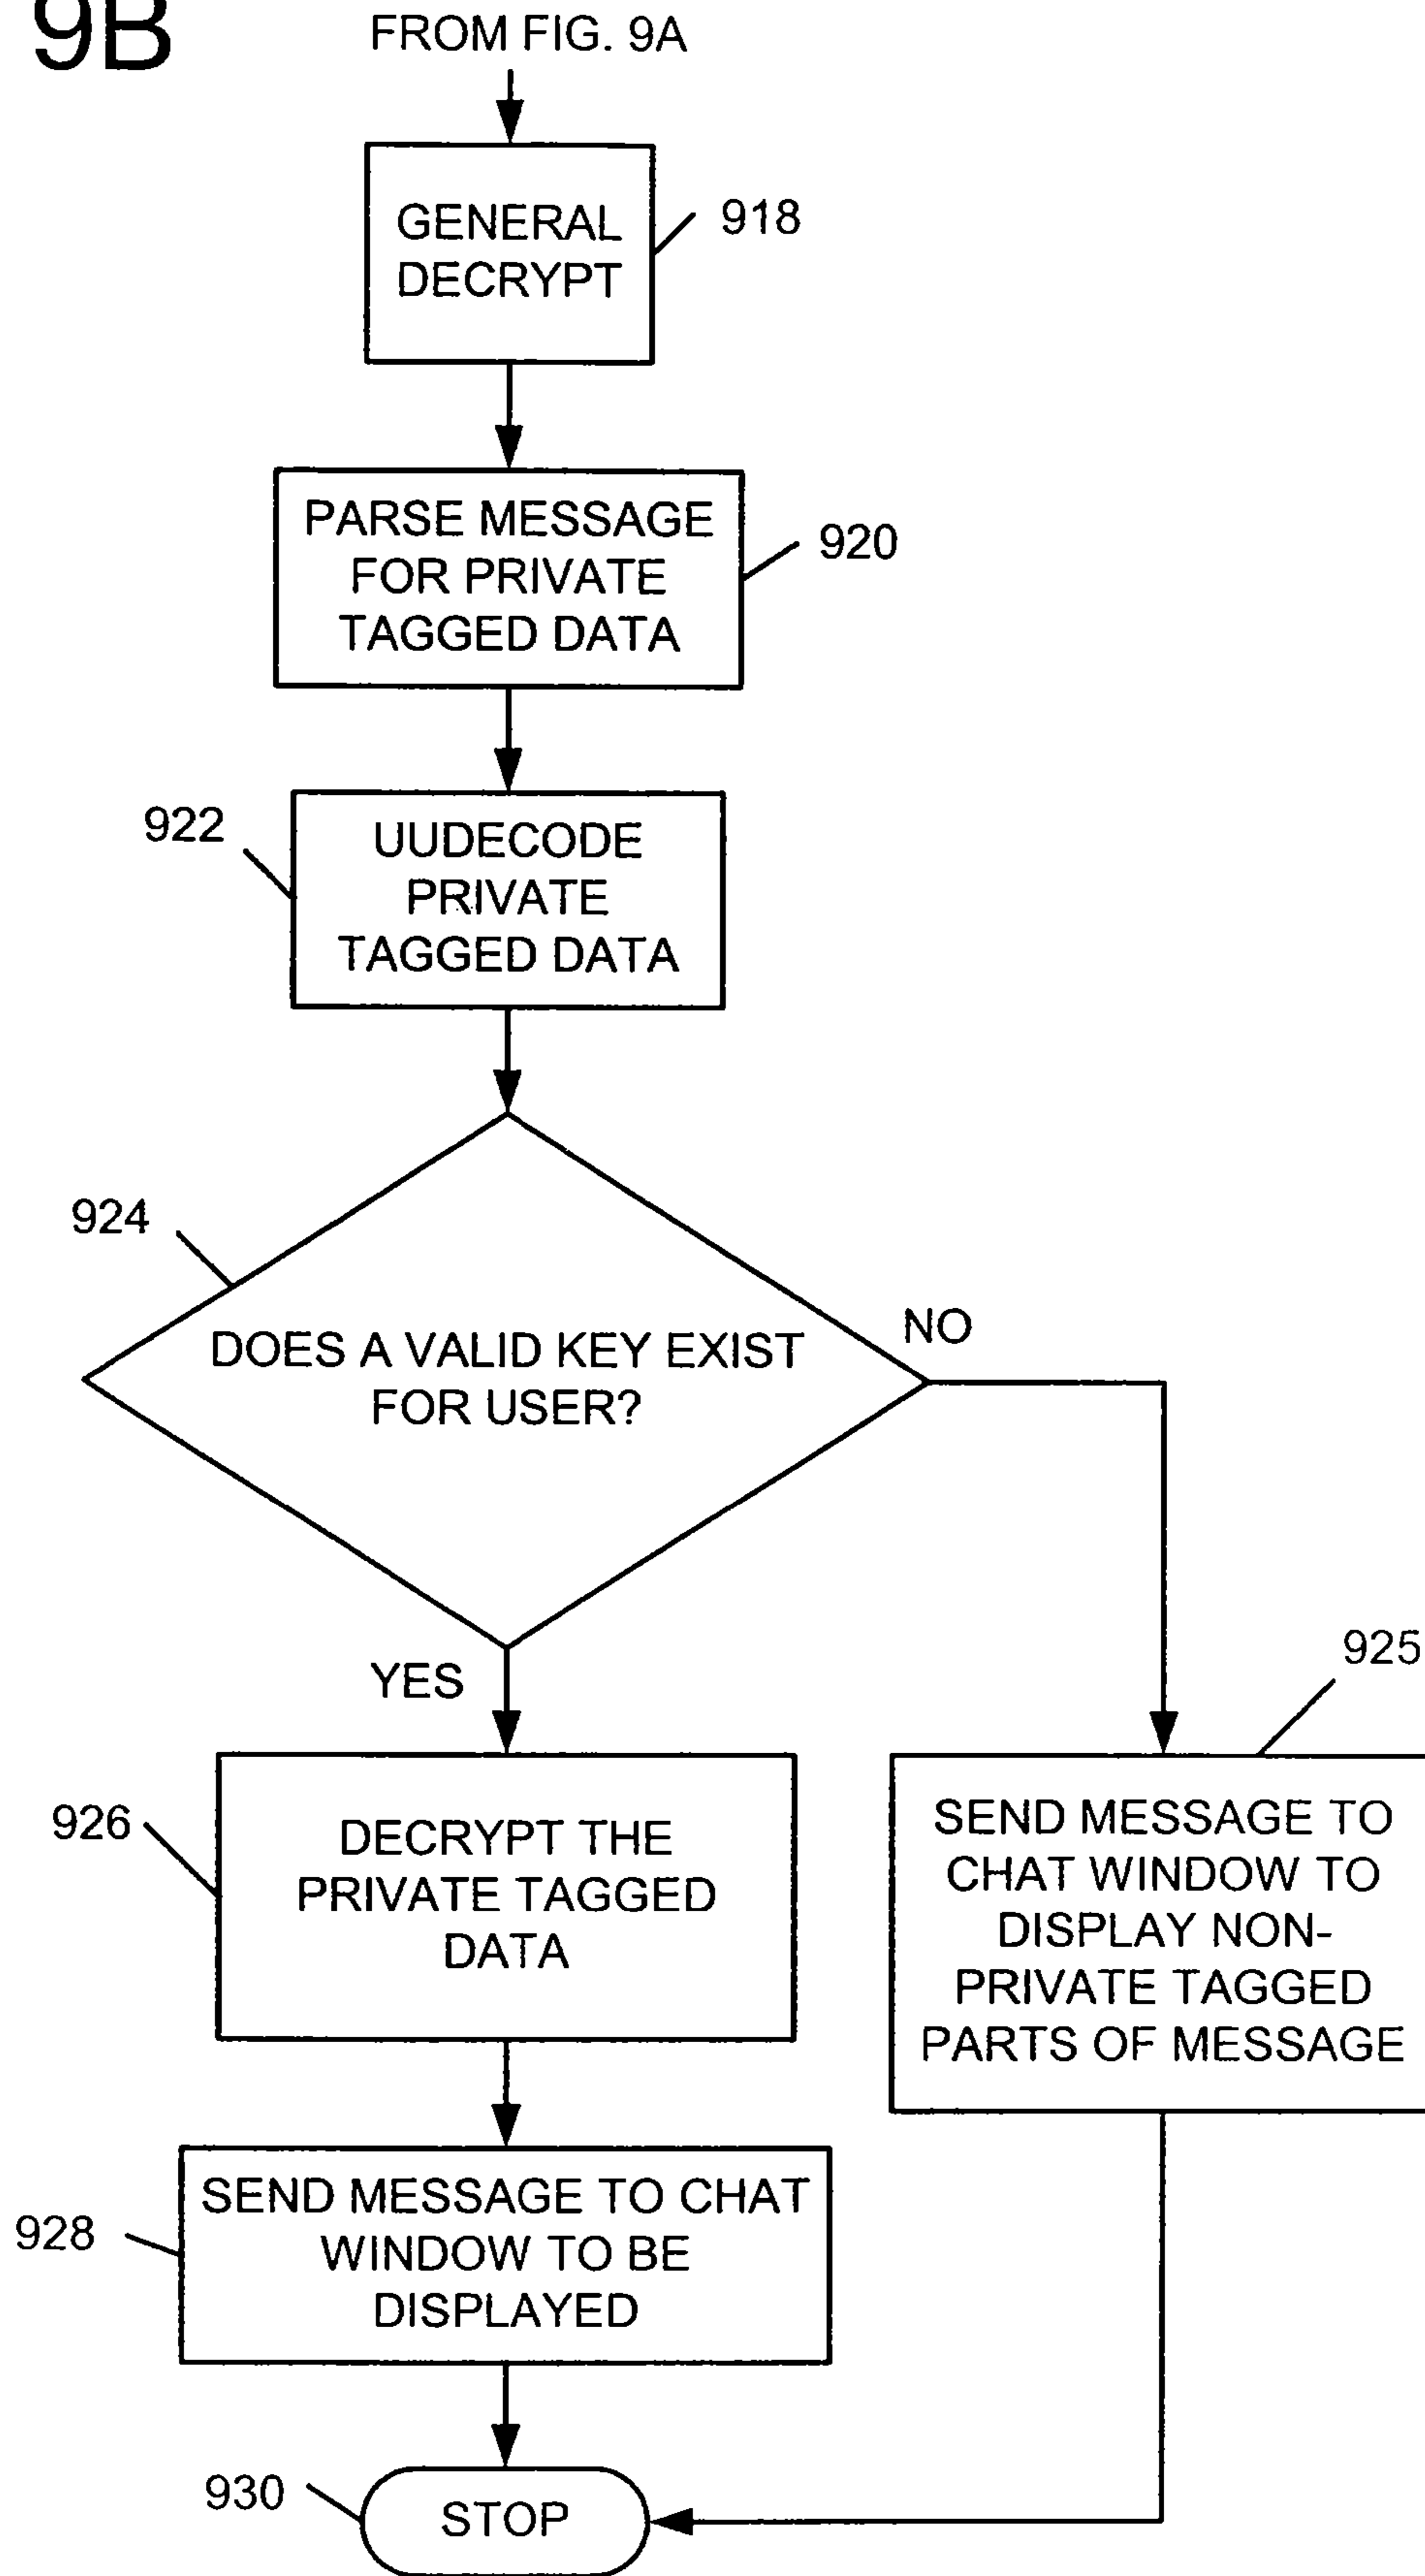 9B
FROM FIG. 9A
GENERAL
DECRYPT
918
PARSE MESSAGE
FOR PRIVATE
TAGGED DATA
920
922
UUDECODE
PRIVATE
TAGGED DATA
924
DOES A VALID KEY EXIST
FOR USER?
NO
YES
925
926
DECRYPT THE
PRIVATE TAGGED
DATA
SEND MESSAGE TO
CHAT WINDOW TO
DISPLAY NON-
PRIVATE TAGGED
PARTS OF MESSAGE
928
SEND MESSAGE TO CHAT
WINDOW TO BE
DISPLAYED
930
STOP